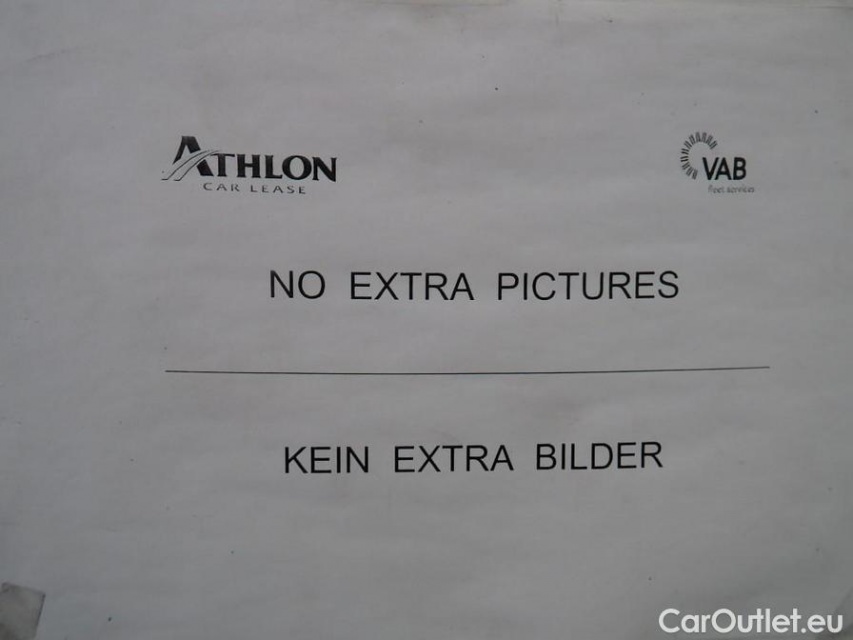 ATHLON
CAR LEASE
VAB
fleet services
NO EXTRA PICTURES
KEIN EXTRA BILDER
CarOutlet.eu